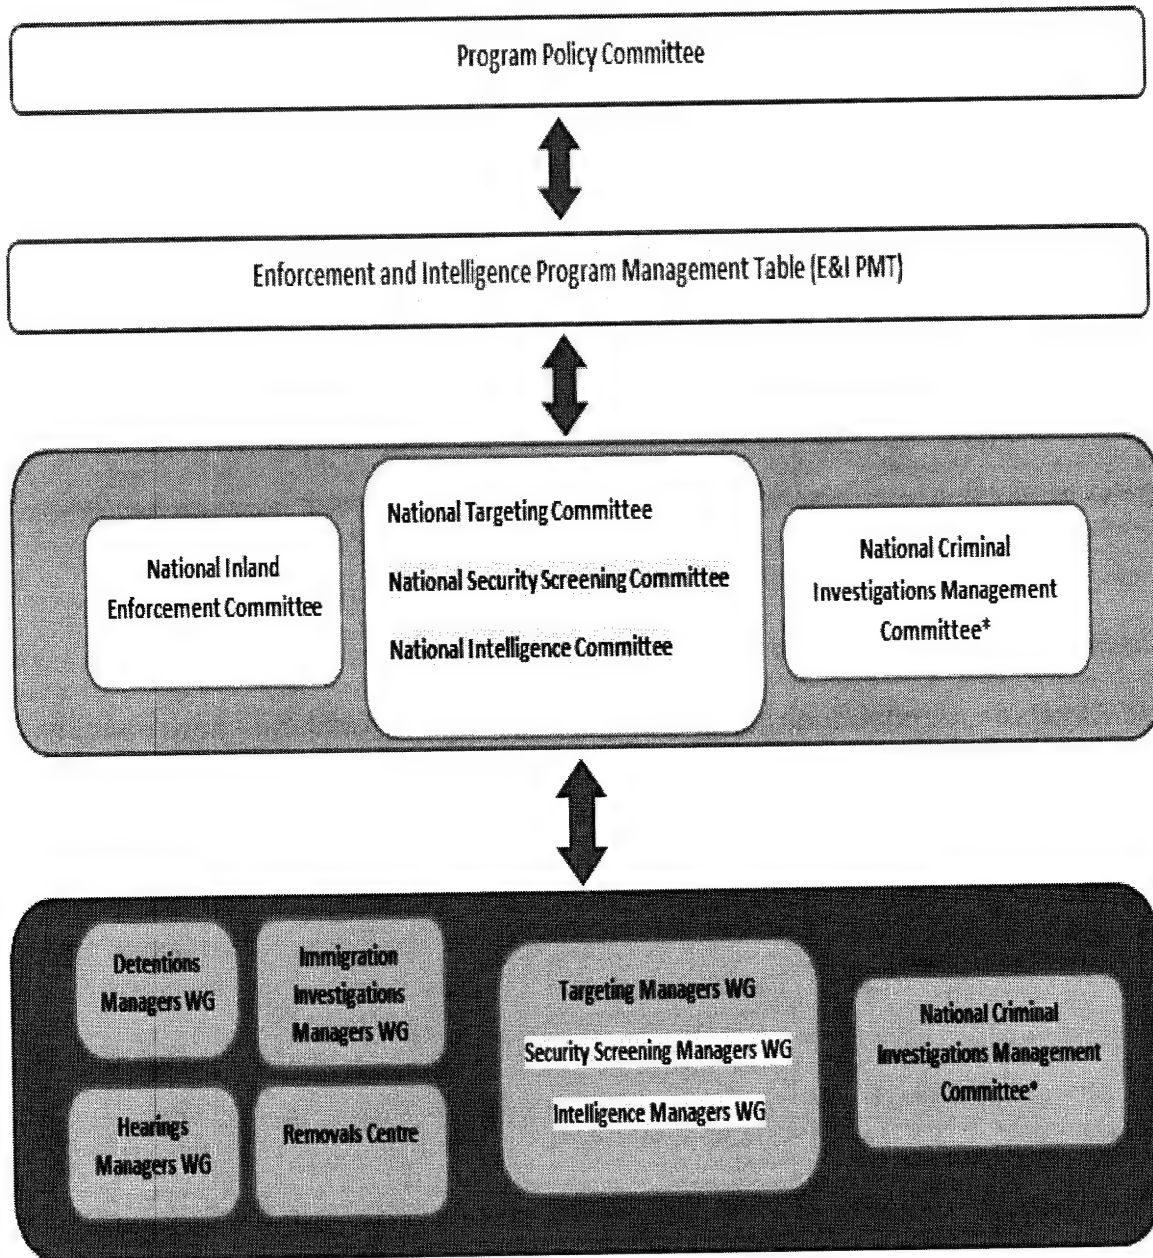 Program Policy Committee
Enforcement and Intelligence Program Management Table (E&I PMT)
National Inland
Enforcement Committee
National Targeting Committee
National Security Screening Committee
National Intelligence Committee
National Criminal
Investigations Management
Committee*
Detentions
Managers WG
Immigration
Investigations
Managers WG
Hearings
Managers WG
Removals Centre
Targeting Managers WG
Security Screening Managers WG
Intelligence Managers WG
National Criminal
Investigations Management
Committee*